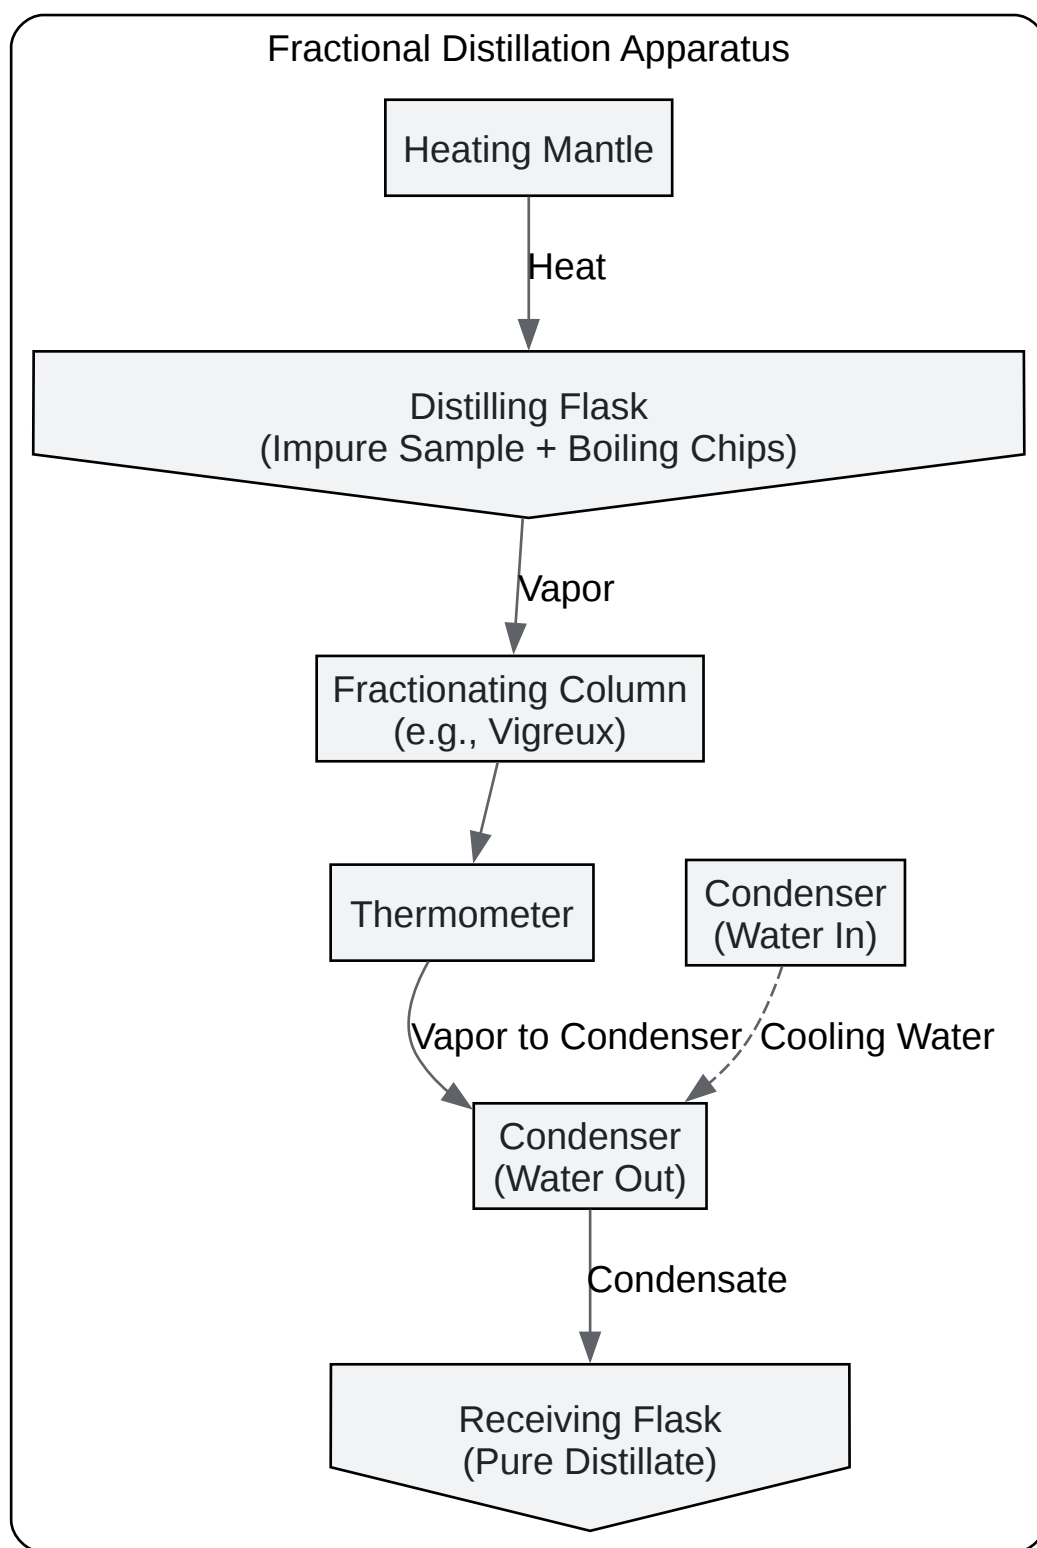 Fractional Distillation Apparatus
Heating Mantle
Heat
Distilling Flask
(Impure Sample + Boiling Chips)
Vapor
Fractionating Column
(e.g., Vigreux)
Thermometer
Condenser
(Water In)
Vapor to Condenser
Cooling Water
Condenser
(Water Out)
Condensate
Receiving Flask
(Pure Distillate)